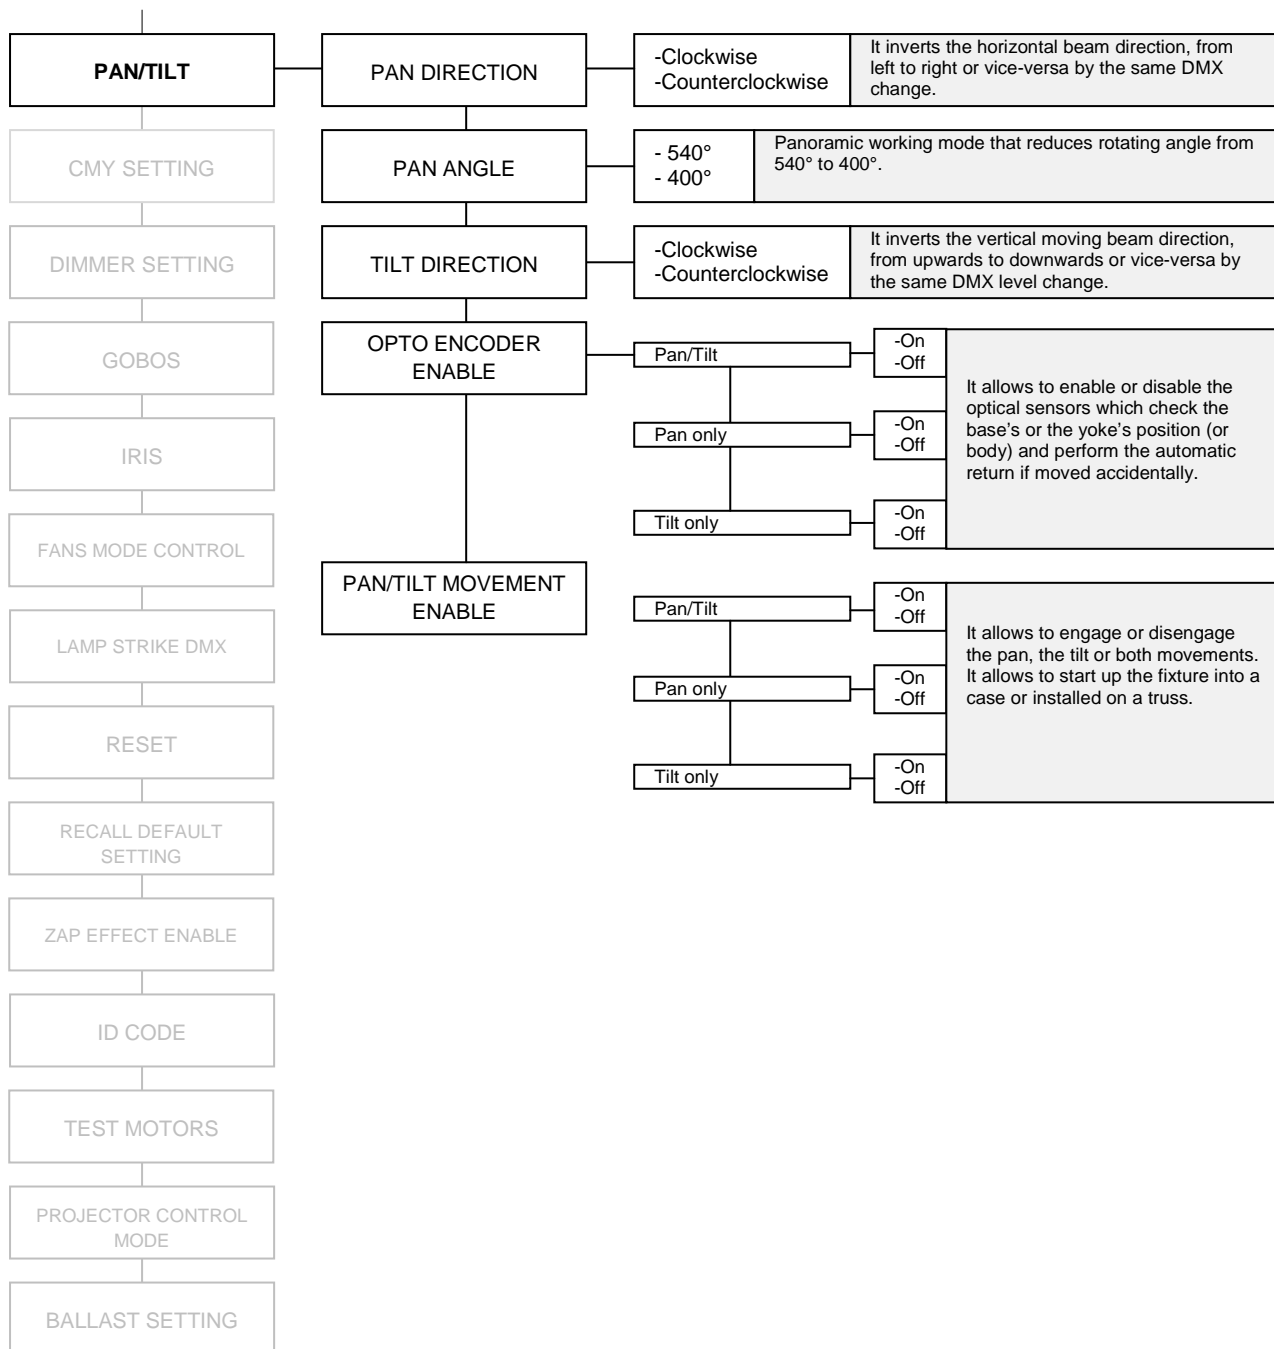 PAN/TILT
PAN DIRECTION
-Clockwise
-Counterclockwise
It inverts the horizontal beam direction, from
left to right or vice-versa by the same DMX
change.
CMY SETTING
PAN ANGLE
- 540°
- 400°
Panoramic working mode that reduces rotating angle from
540° to 400°.
DIMMER SETTING
TILT DIRECTION
-Clockwise
-Counterclockwise
It inverts the vertical moving beam direction,
from upwards to downwards or vice-versa by
the same DMX level change.
GOBOS
OPTO ENCODER
ENABLE
Pan/Tilt
-On
-Off
Pan only
-On
-Off
Tilt only
-On
-Off
It allows to enable or disable the
optical sensors which check the
base's or the yoke's position (or
body) and perform the automatic
return if moved accidentally.
IRIS
FANS MODE CONTROL
PAN/TILT MOVEMENT
ENABLE
Pan/Tilt
-On
-Off
Pan only
-On
-Off
Tilt only
-On
-Off
It allows to engage or disengage
the pan, the tilt or both movements.
It allows to start up the fixture into a
case or installed on a truss.
LAMP STRIKE DMX
RESET
RECALL DEFAULT
SETTING
ZAP EFFECT ENABLE
ID CODE
TEST MOTORS
PROJECTOR CONTROL
MODE
BALLAST SETTING